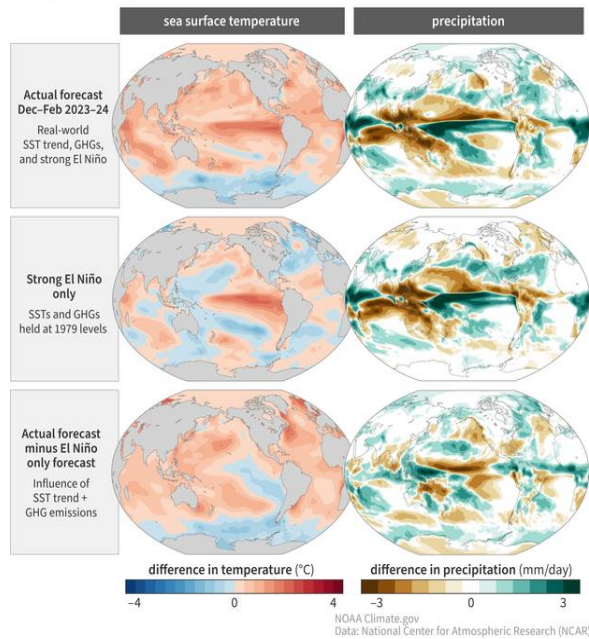 sea surface temperature
precipitation
Actual forecast
Dec–Feb 2023–24
Real-world
SST trend, GHGs,
and strong El Niño
Strong El Niño
only
SSTs and GHGs
held at 1979 levels
Actual forecast
minus El Niño
only forecast
Influence of
SST trend +
GHG emissions
difference in temperature (°C)
−4
0
4
difference in precipitation (mm/day)
−3
0
3
NOAA Climate.gov
Data: National Center for Atmospheric Research (NCAR)